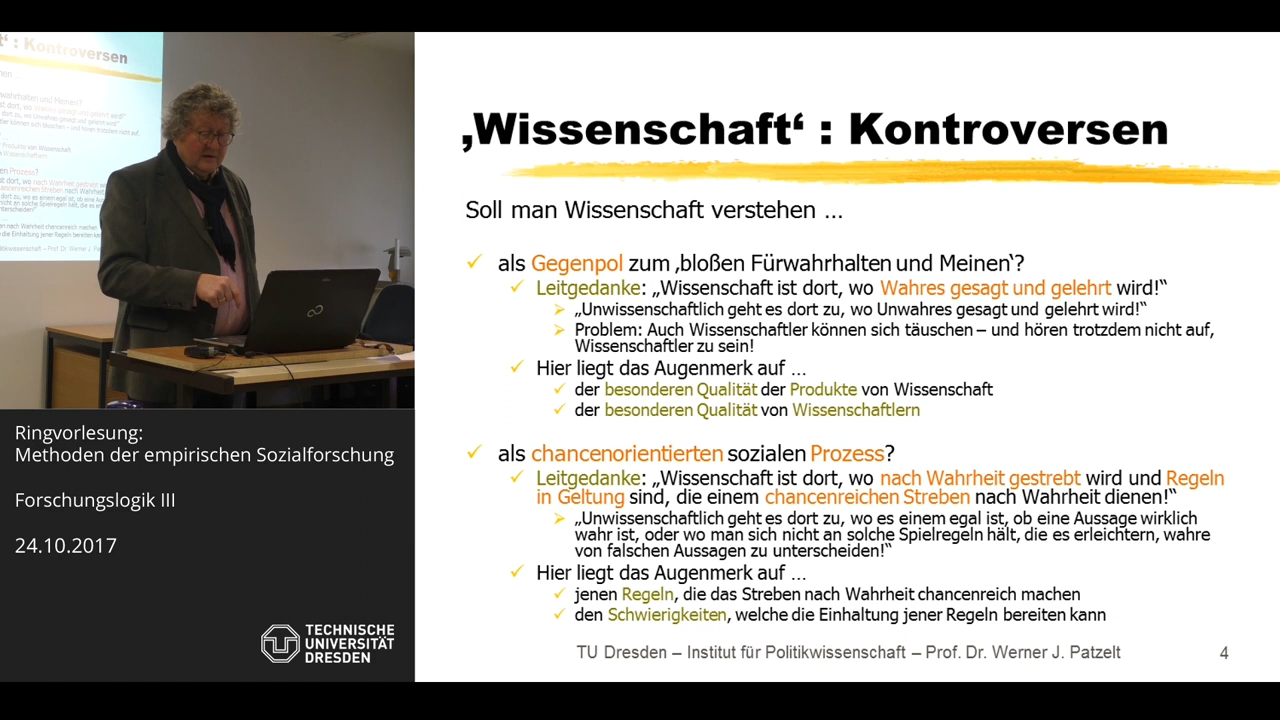 ‚Wissenschaft‘ : Kontroversen
Soll man Wissenschaft verstehen …
als Gegenpol zum ‚bloßen Fürwahrhalten und Meinen‘?
Leitgedanke: „Wissenschaft ist dort, wo Wahres gesagt und gelehrt wird!“
„Unwissenschaftlich geht es dort zu, wo Unwahres gesagt und gelehrt wird!“
Problem: Auch Wissenschaftler können sich täuschen – und hören trotzdem nicht auf,
Wissenschaftler zu sein!
Hier liegt das Augenmerk auf …
der besonderen Qualität der Produkte von Wissenschaft
der besonderen Qualität von Wissenschaftlern
als chancenorientierten sozialen Prozess?
Leitgedanke: „Wissenschaft ist dort, wo nach Wahrheit gestrebt wird und Regeln
in Geltung sind, die einem chancenreichen Streben nach Wahrheit dienen!“
„Unwissenschaftlich geht es dort zu, wo es einem egal ist, ob eine Aussage wirklich
wahr ist, oder wo man sich nicht an solche Spielregeln hält, die es erleichtern, wahre
von falschen Aussagen zu unterscheiden!“
Hier liegt das Augenmerk auf …
jenen Regeln, die das Streben nach Wahrheit chancenreich machen
den Schwierigkeiten, welche die Einhaltung jener Regeln bereiten kann
TU Dresden – Institut für Politikwissenschaft – Prof. Dr. Werner J. Patzelt
4
Ringvorlesung:
Methoden der empirischen Sozialforschung
Forschungslogik III
24.10.2017
TECHNISCHE
UNIVERSITÄT
DRESDEN